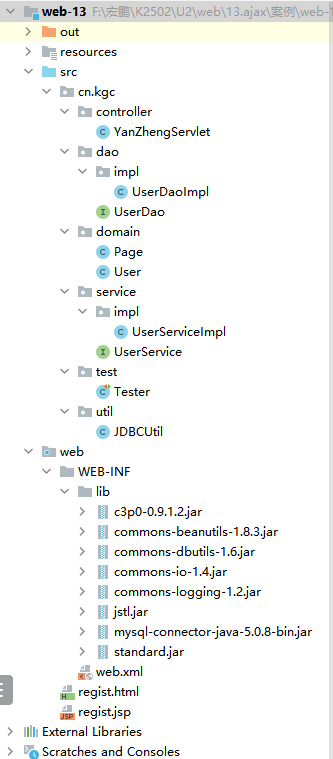 web-13 F:\宏鹏\K2502\U2\web\13.ajax\案例\web-1
out
resources
src
cn.kgc
controller
YanZhengServlet
dao
impl
UserDaoImpl
UserDao
domain
Page
User
service
impl
UserServiceImpl
UserService
test
Tester
util
JDBCUtil
web
WEB-INF
lib
c3p0-0.9.1.2.jar
commons-beanutils-1.8.3.jar
commons-dbutils-1.6.jar
commons-io-1.4.jar
commons-logging-1.2.jar
jstl.jar
mysql-connector-java-5.0.8-bin.jar
standard.jar
web.xml
regist.html
regist.jsp
External Libraries
Scratches and Consoles